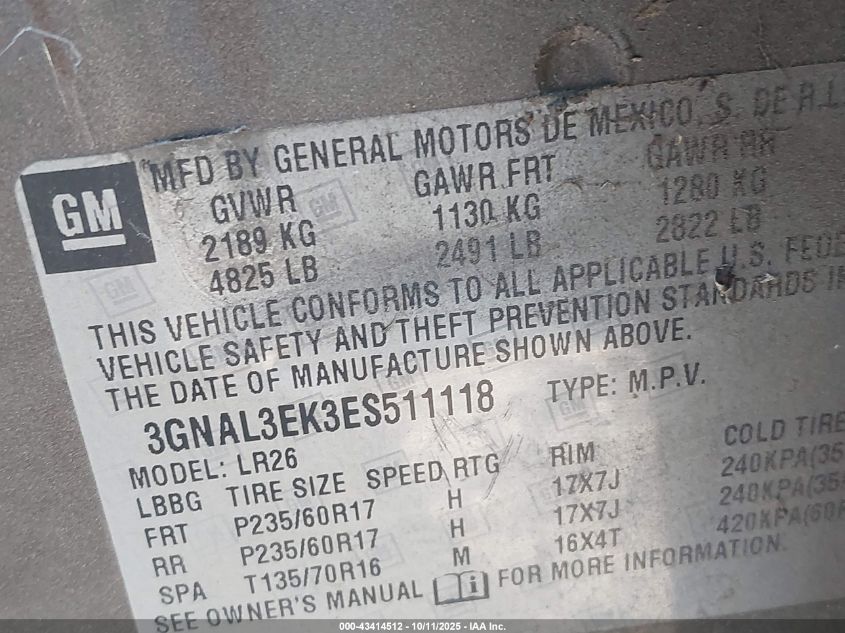 MFD BY GENERAL MOTORS DE MEXICO, S. DE R.L.
GM
GVWR GAWR FRT GAWR RR
2189 KG 1130 KG 1280 KG
4825 LB 2491 LB 2822 LB
THIS VEHICLE CONFORMS TO ALL APPLICABLE U.S.
VEHICLE SAFETY AND THEFT PREVENTION STANDARDS
THE DATE OF MANUFACTURE SHOWN ABOVE.
3GNAL3EK3ES511118 TYPE: M.P.V.
MODEL: LR26
LBBG TIRE SIZE SPEED RTG RIM COLD TIRE
FRT P235/60R17 H 17X7J 240KPA(35
RR P235/60R17 H 17X7J 240KPA(35
SPA T135/70R16 M 16X4T 420KPA(60
SEE OWNER'S MANUAL FOR MORE INFORMATION.
000-43414512 - 10/11/2025 - IAA Inc.